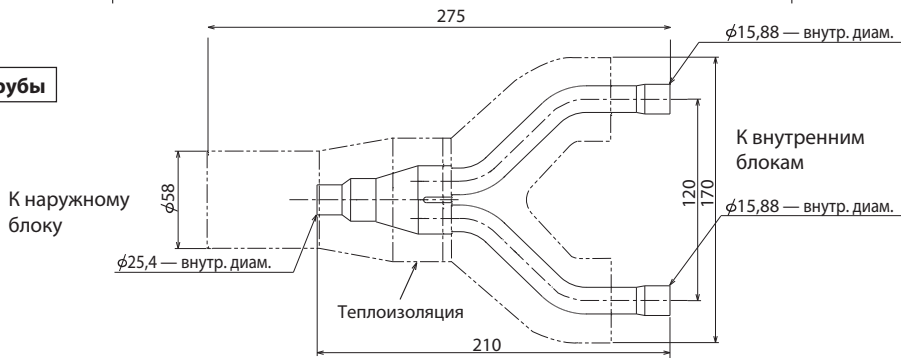 275
ϕ15,88 — внутр. диам.
рубы
К внутренним
блокам
К наружному
блоку
ϕ58
120
170
ϕ15,88 — внутр. диам.
ϕ25,4 — внутр. диам.
Теплоизоляция
210